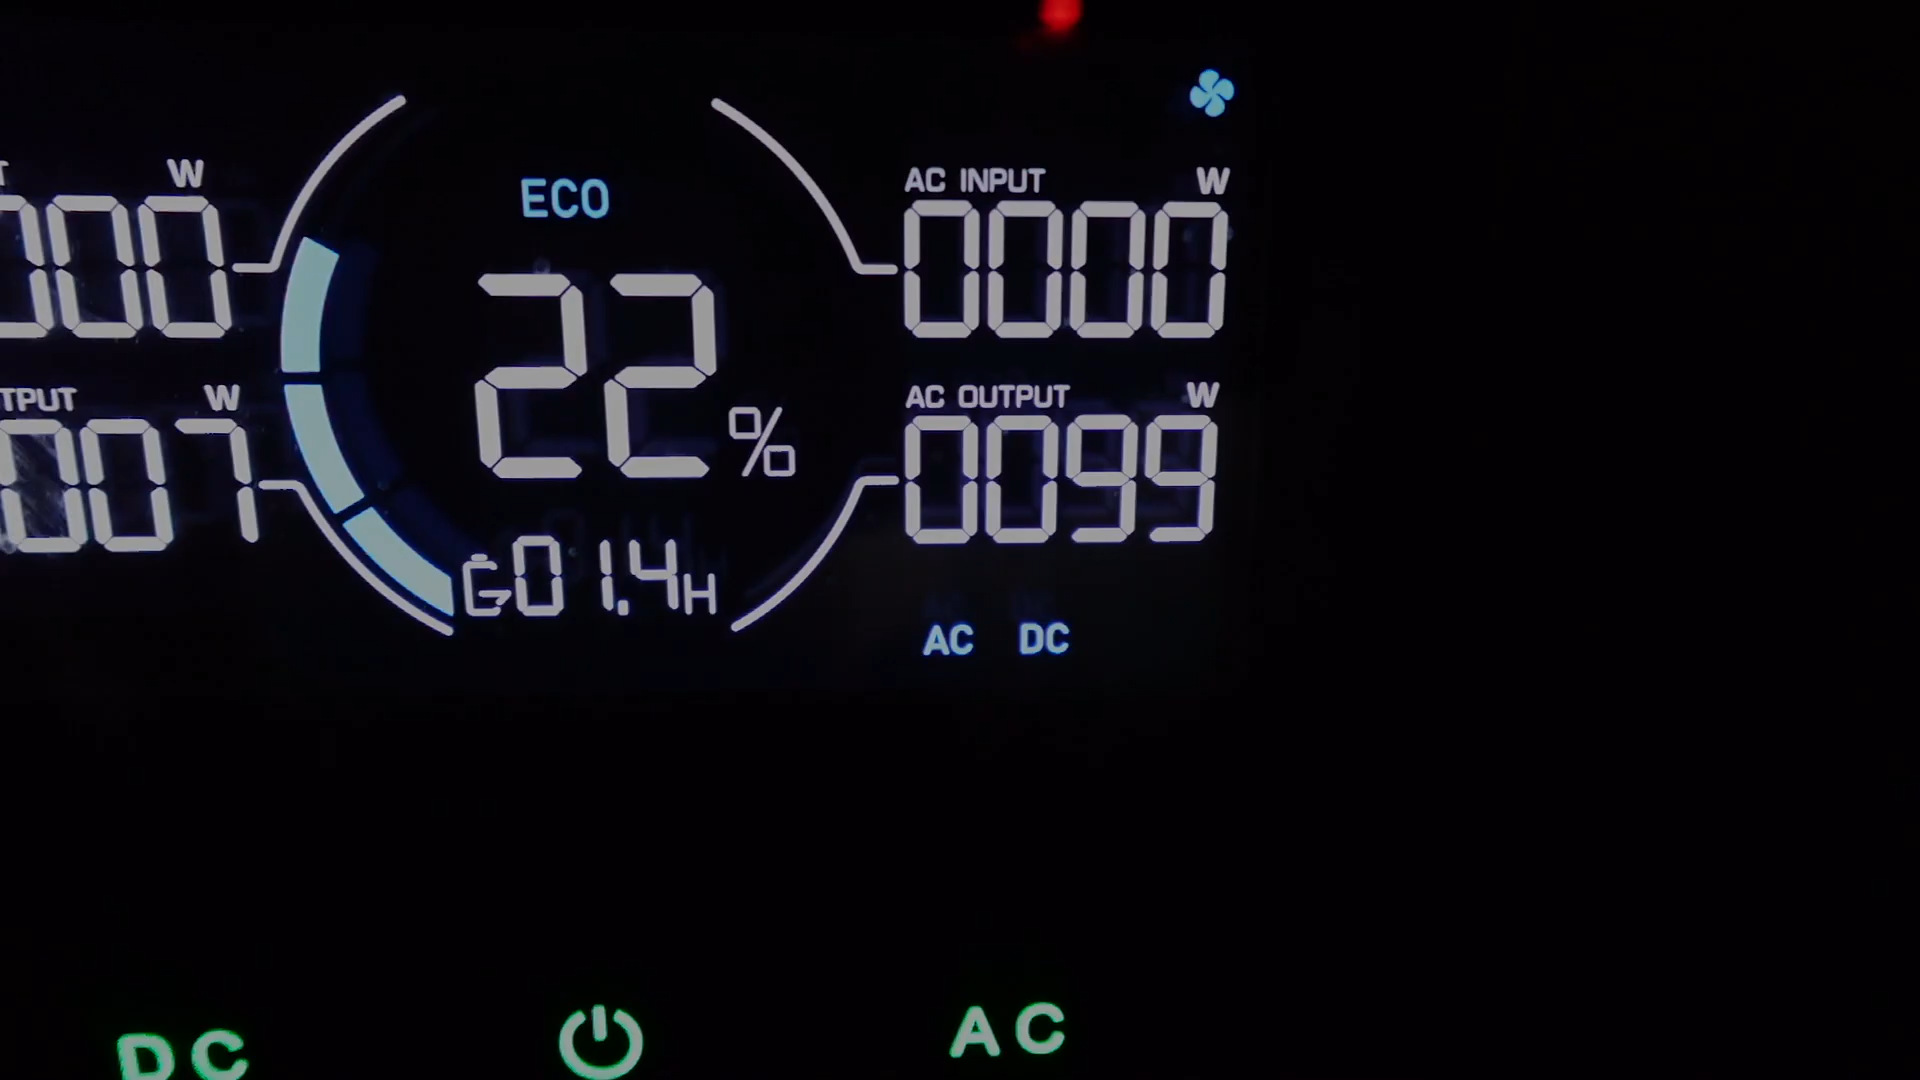 W
AC INPUT W
000
ECO
0000
22%
TPUT W
AC OUTPUT W
007
0099
01.4H
AC DC
DC AC